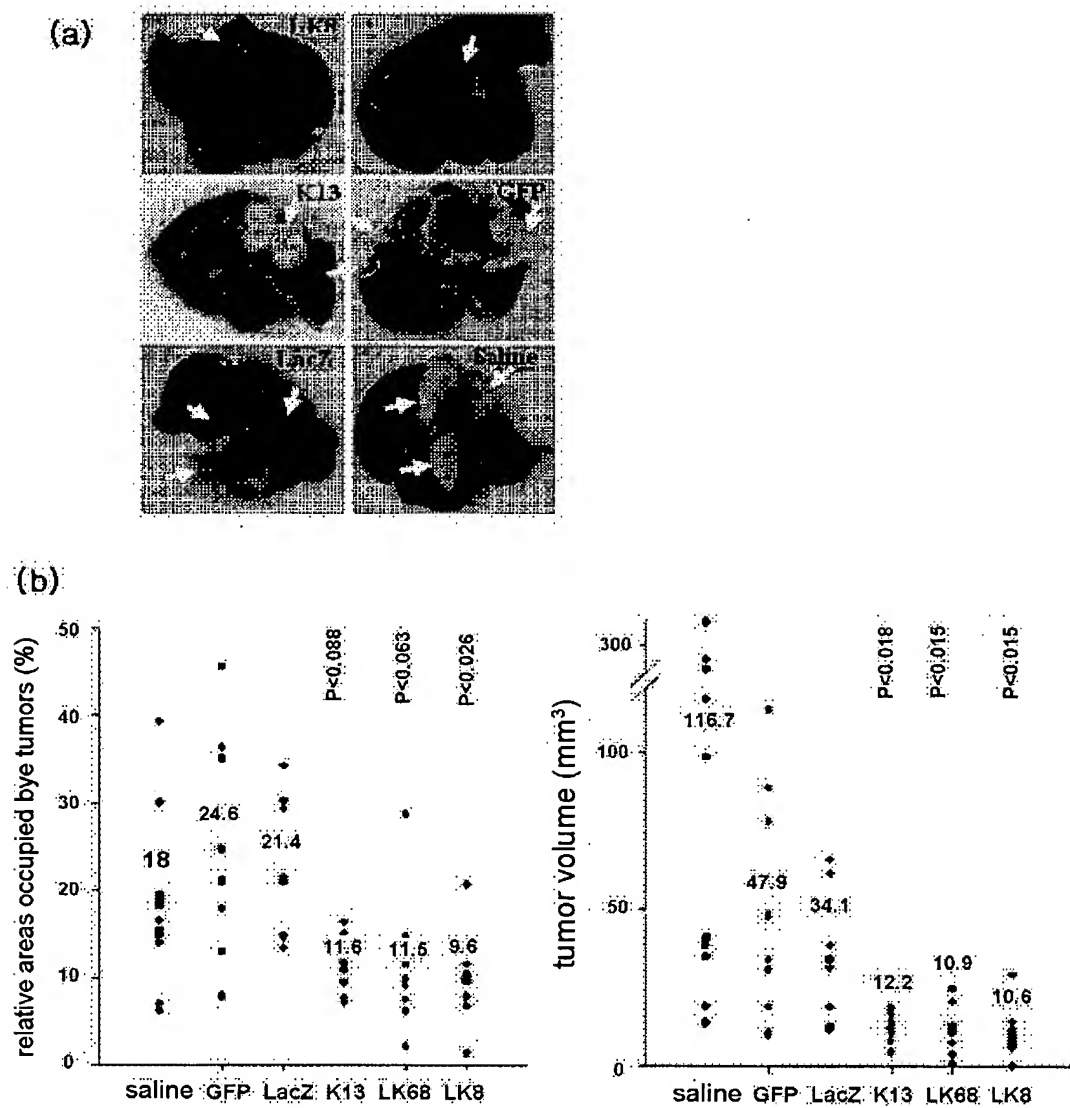 (a)
LK8
K13
GFP
LacZ
Saline
(b)
relative areas occupied bye tumors (%)
50
40
30
20
10
0
18
24.6
21.4
11.6
11.5
9.6
P<0.088
P<0.063
P<0.026
saline GFP LacZ K13 LK68 LK8
tumor volume (mm³)
300
100
50
0
116.7
47.9
34.1
12.2
10.9
10.6
P<0.018
P<0.015
P<0.015
saline GFP LacZ K13 LK68 LK8